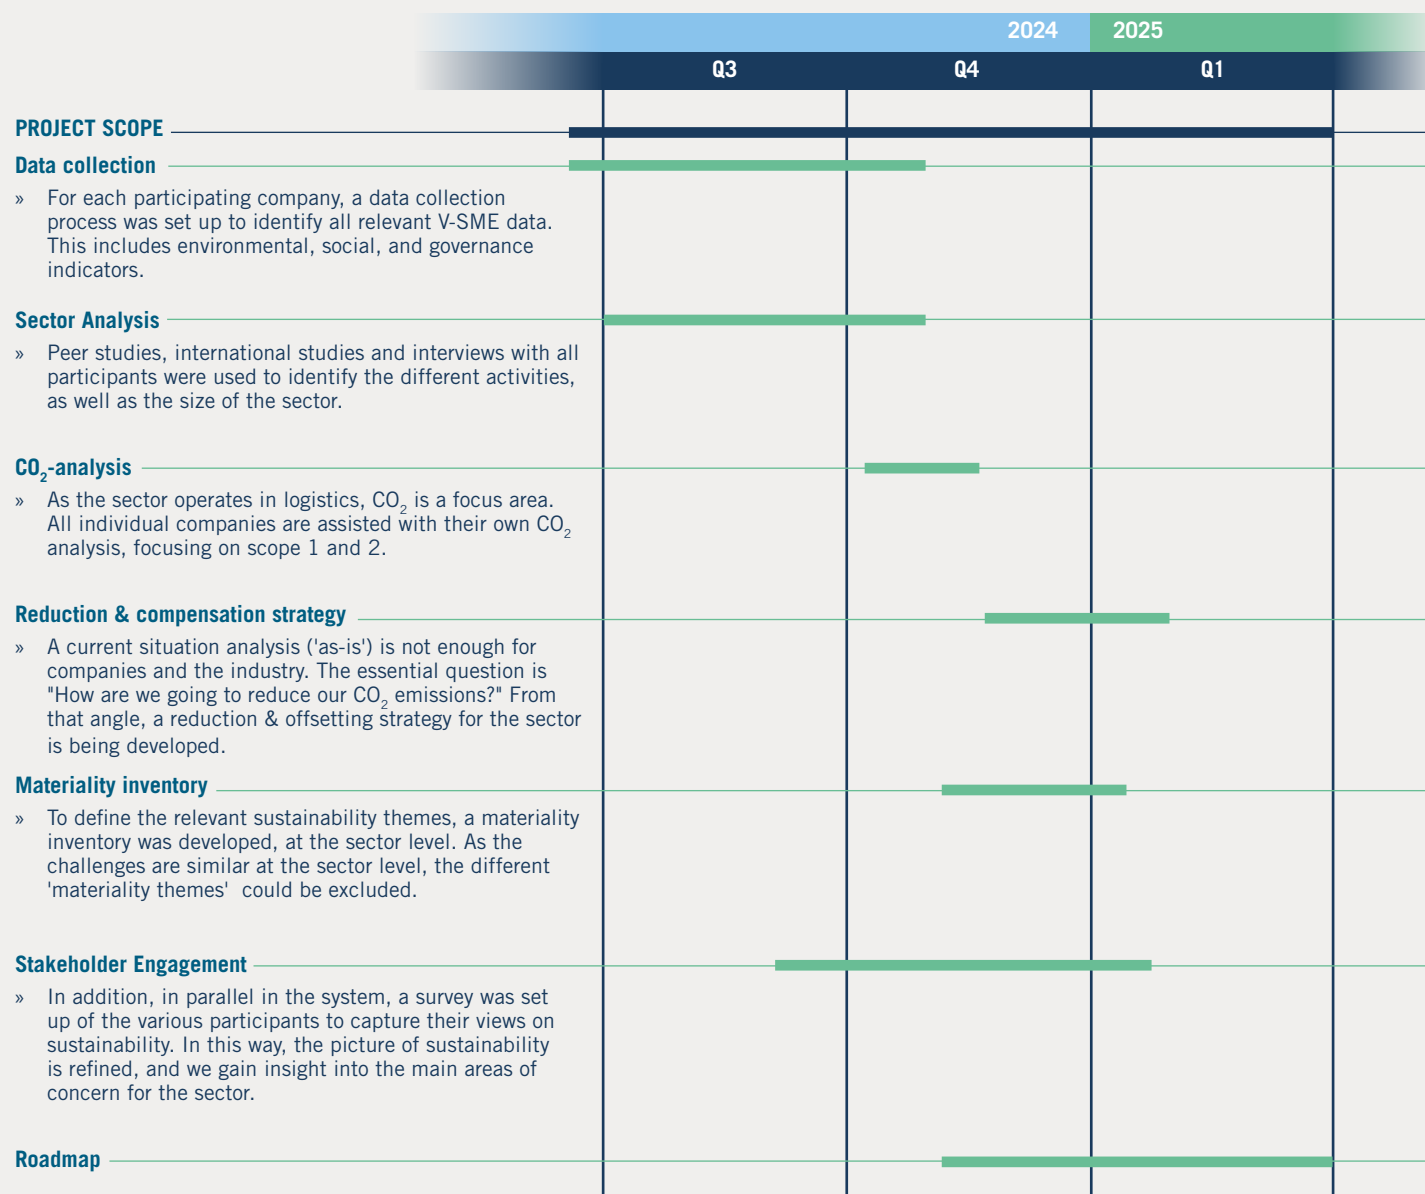 2024 2025
Q3 Q4 Q1
PROJECT SCOPE
Data collection
» For each participating company, a data collection
process was set up to identify all relevant V-SME data.
This includes environmental, social, and governance
indicators.
Sector Analysis
» Peer studies, international studies and interviews with all
participants were used to identify the different activities,
as well as the size of the sector.
CO₂-analysis
» As the sector operates in logistics, CO₂ is a focus area.
All individual companies are assisted with their own CO₂
analysis, focusing on scope 1 and 2.
Reduction & compensation strategy
» A current situation analysis ('as-is') is not enough for
companies and the industry. The essential question is
"How are we going to reduce our CO₂ emissions?" From
that angle, a reduction & offsetting strategy for the sector
is being developed.
Materiality inventory
» To define the relevant sustainability themes, a materiality
inventory was developed, at the sector level. As the
challenges are similar at the sector level, the different
'materiality themes' could be excluded.
Stakeholder Engagement
» In addition, in parallel in the system, a survey was set
up of the various participants to capture their views on
sustainability. In this way, the picture of sustainability
is refined, and we gain insight into the main areas of
concern for the sector.
Roadmap